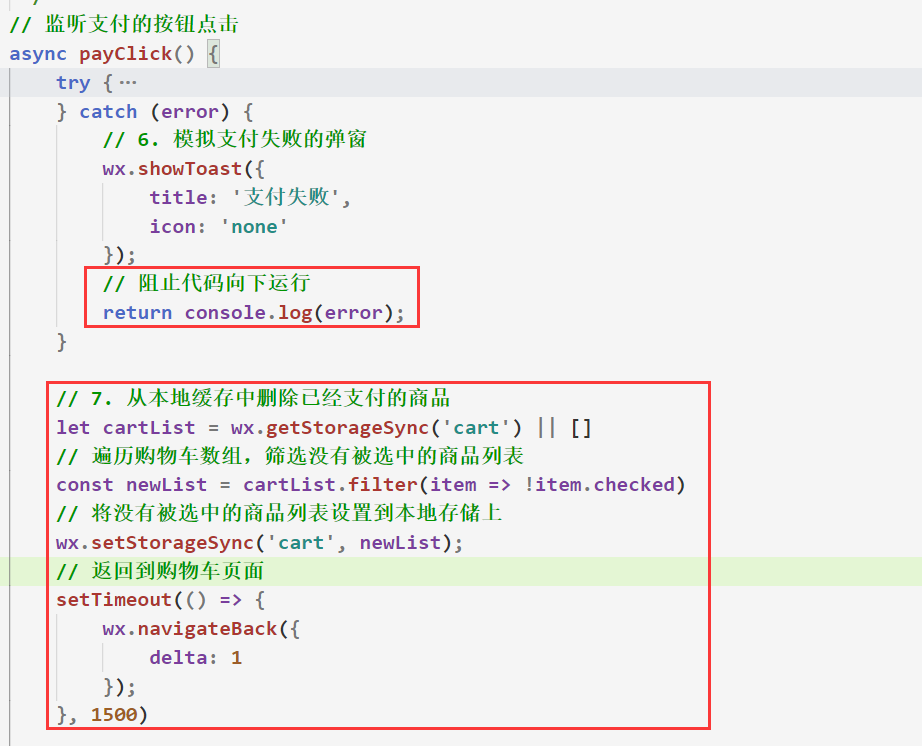 // 监听支付的按钮点击
async payClick() {
    try { ···
    } catch (error) {
        // 6. 模拟支付失败的弹窗
        wx.showToast({
            title: '支付失败',
            icon: 'none'
        });
        // 阻止代码向下运行
        return console.log(error);
    }

    // 7. 从本地缓存中删除已经支付的商品
    let cartList = wx.getStorageSync('cart') || []
    // 遍历购物车数组，筛选没有被选中的商品列表
    const newList = cartList.filter(item => !item.checked)
    // 将没有被选中的商品列表设置到本地存储上
    wx.setStorageSync('cart', newList);
    // 返回到购物车页面
    setTimeout(() => {
        wx.navigateBack({
            delta: 1
        });
    }, 1500)